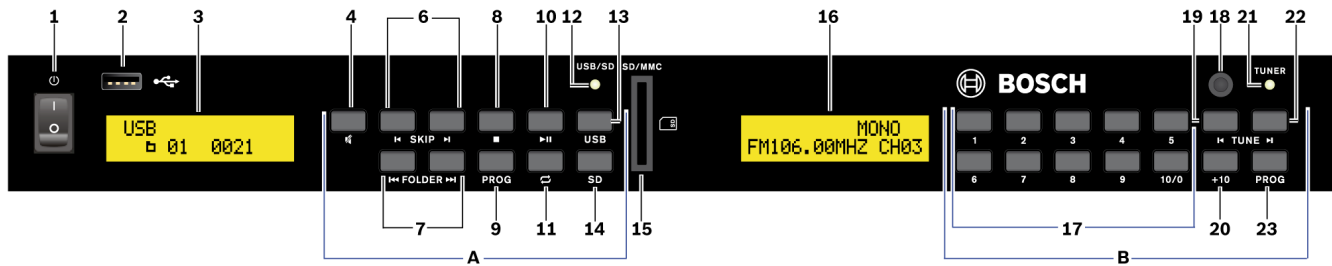 1 2 3 4 6 8 10 12 13 16 19 18 21 22
USB/SD SD/MMC TUNER
BOSCH
I
O
USB
01 0021
SKIP USB
FOLDER PROG SD
SD
MONO
FM106.00MHZ CH03
1 2 3 4 5 TUNE
6 7 8 9 10/0 +10 PROG
7 9 11 14 15 17 20 23
A B